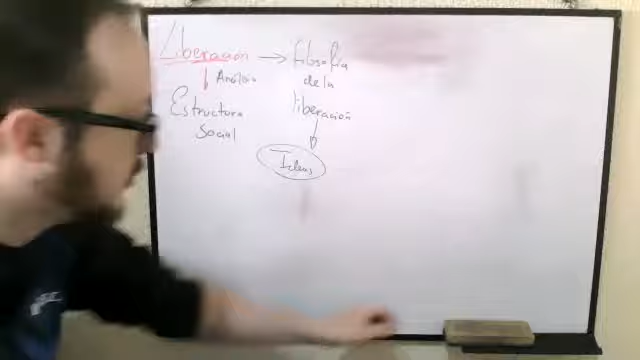 Liberación → filosofía
Análisis
de la
Estructura
liberación
Social
Ideas